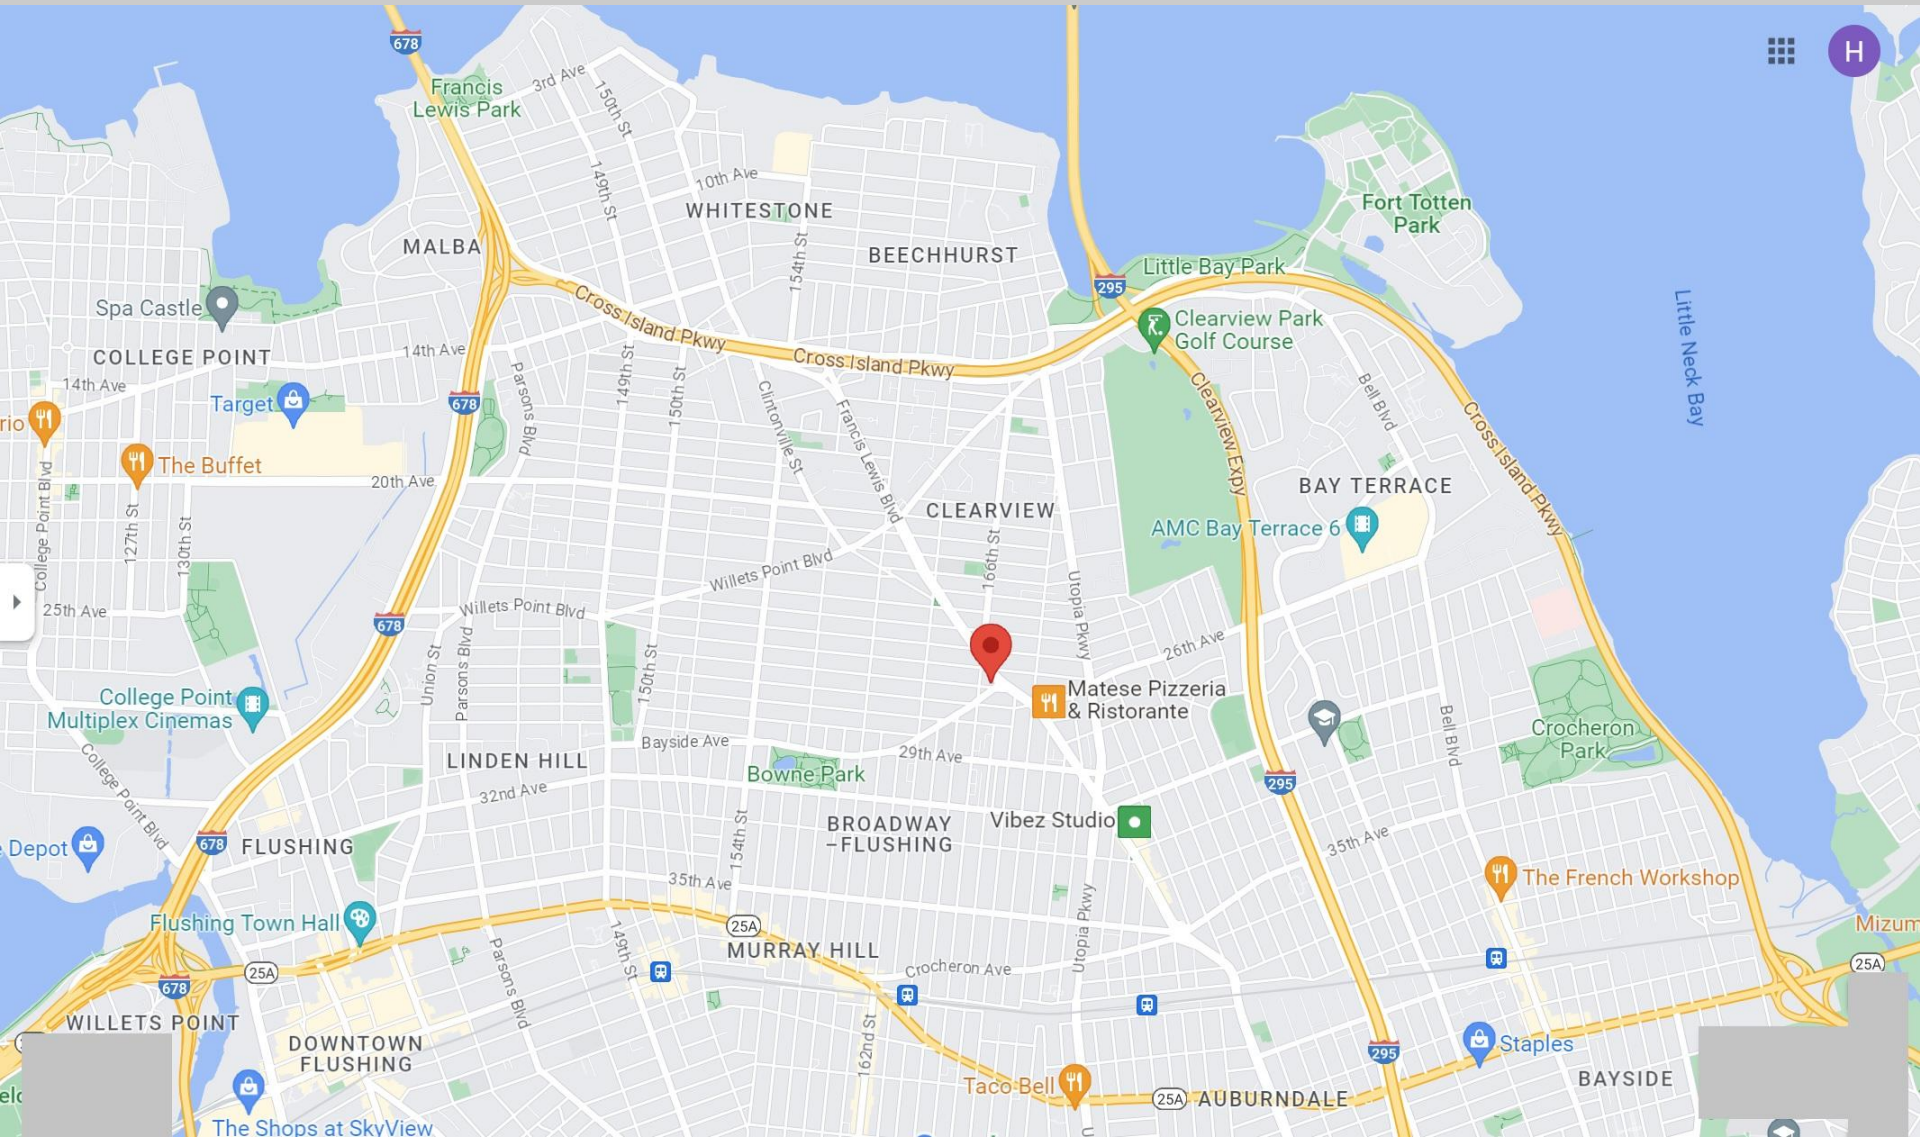 678
H
Francis
Lewis Park
3rd Ave
150th St
149th St
10th Ave
WHITESTONE
154th St
MALBA
BEECHHURST
Fort Totten
Park
Little Bay Park
295
Spa Castle
Cross Island Pkwy
Clearview Park
Golf Course
Little Neck Bay
COLLEGE POINT
14th Ave
14th Ave
Cross Island Pkwy
Target
678
Parsons Blvd
149th St
150th St
Clintonville St
Francis Lewis Blvd
Clearview Expy
Bell Blvd
Cross Island Pkwy
rio
The Buffet
20th Ave
College Point Blvd
127th St
130th St
CLEARVIEW
BAY TERRACE
AMC Bay Terrace 6
166th St
Utopia Pkwy
Willets Point Blvd
Willets Point Blvd
25th Ave
678
Union St
Parsons Blvd
150th St
26th Ave
College Point
Multiplex Cinemas
Matese Pizzeria
& Ristorante
Bell Blvd
Crocheron
Park
College Point Blvd
LINDEN HILL
Bayside Ave
29th Ave
Bowne Park
32nd Ave
295
Vibez Studio
BROADWAY
-FLUSHING
154th St
35th Ave
Depot
678
FLUSHING
35th Ave
The French Workshop
Flushing Town Hall
25A
149th St
MURRAY HILL
Utopia Pkwy
Mizum
Parsons Blvd
25A
Crocheron Ave
25A
678
WILLETS POINT
DOWNTOWN
FLUSHING
162nd St
295
Staples
Taco Bell
25A
AUBURNDALE
BAYSIDE
The Shops at SkyView